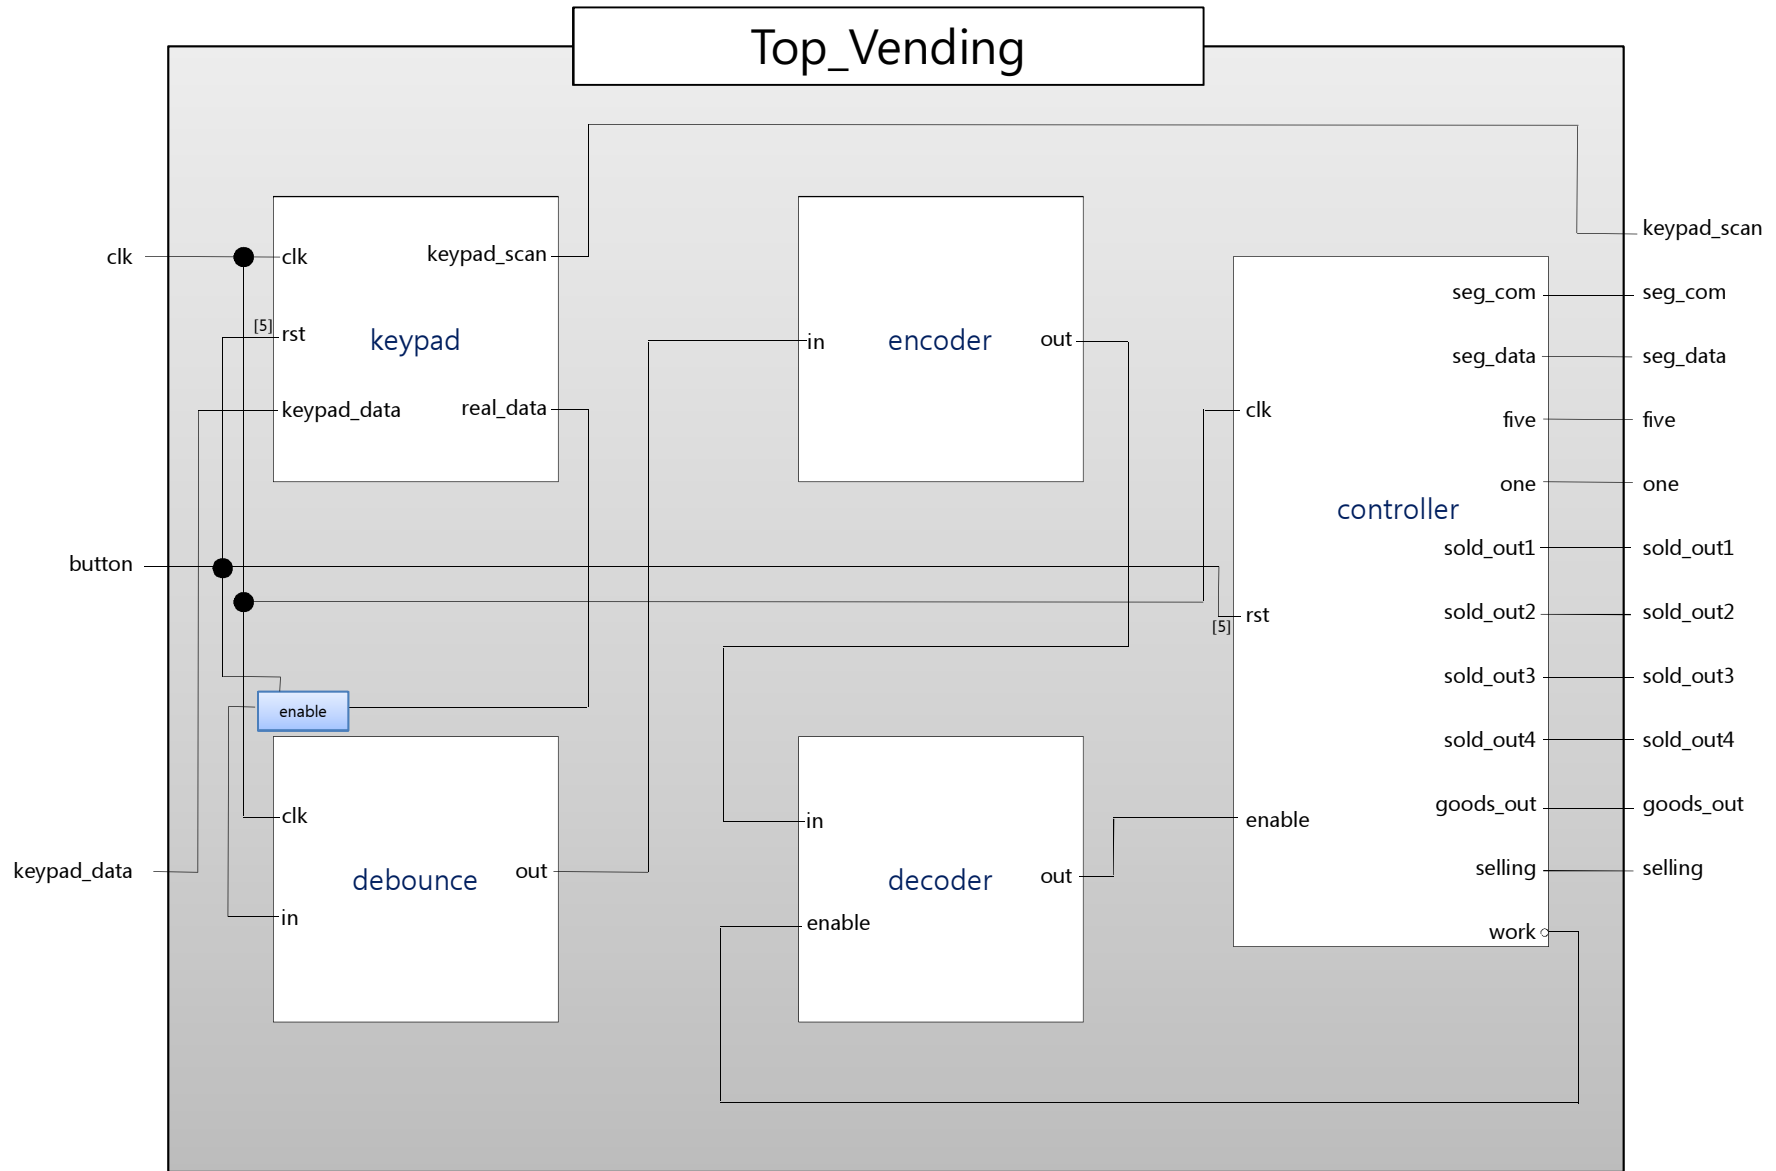 Top_Vending
clk
button
keypad_data
clk
[5]
rst
keypad_data
keypad
keypad_scan
real_data
enable
clk
in
debounce
out
in
encoder
out
in
enable
decoder
out
clk
rst
[5]
enable
controller
seg_com
seg_data
five
one
sold_out1
sold_out2
sold_out3
sold_out4
goods_out
selling
work
keypad_scan
seg_com
seg_data
five
one
sold_out1
sold_out2
sold_out3
sold_out4
goods_out
selling